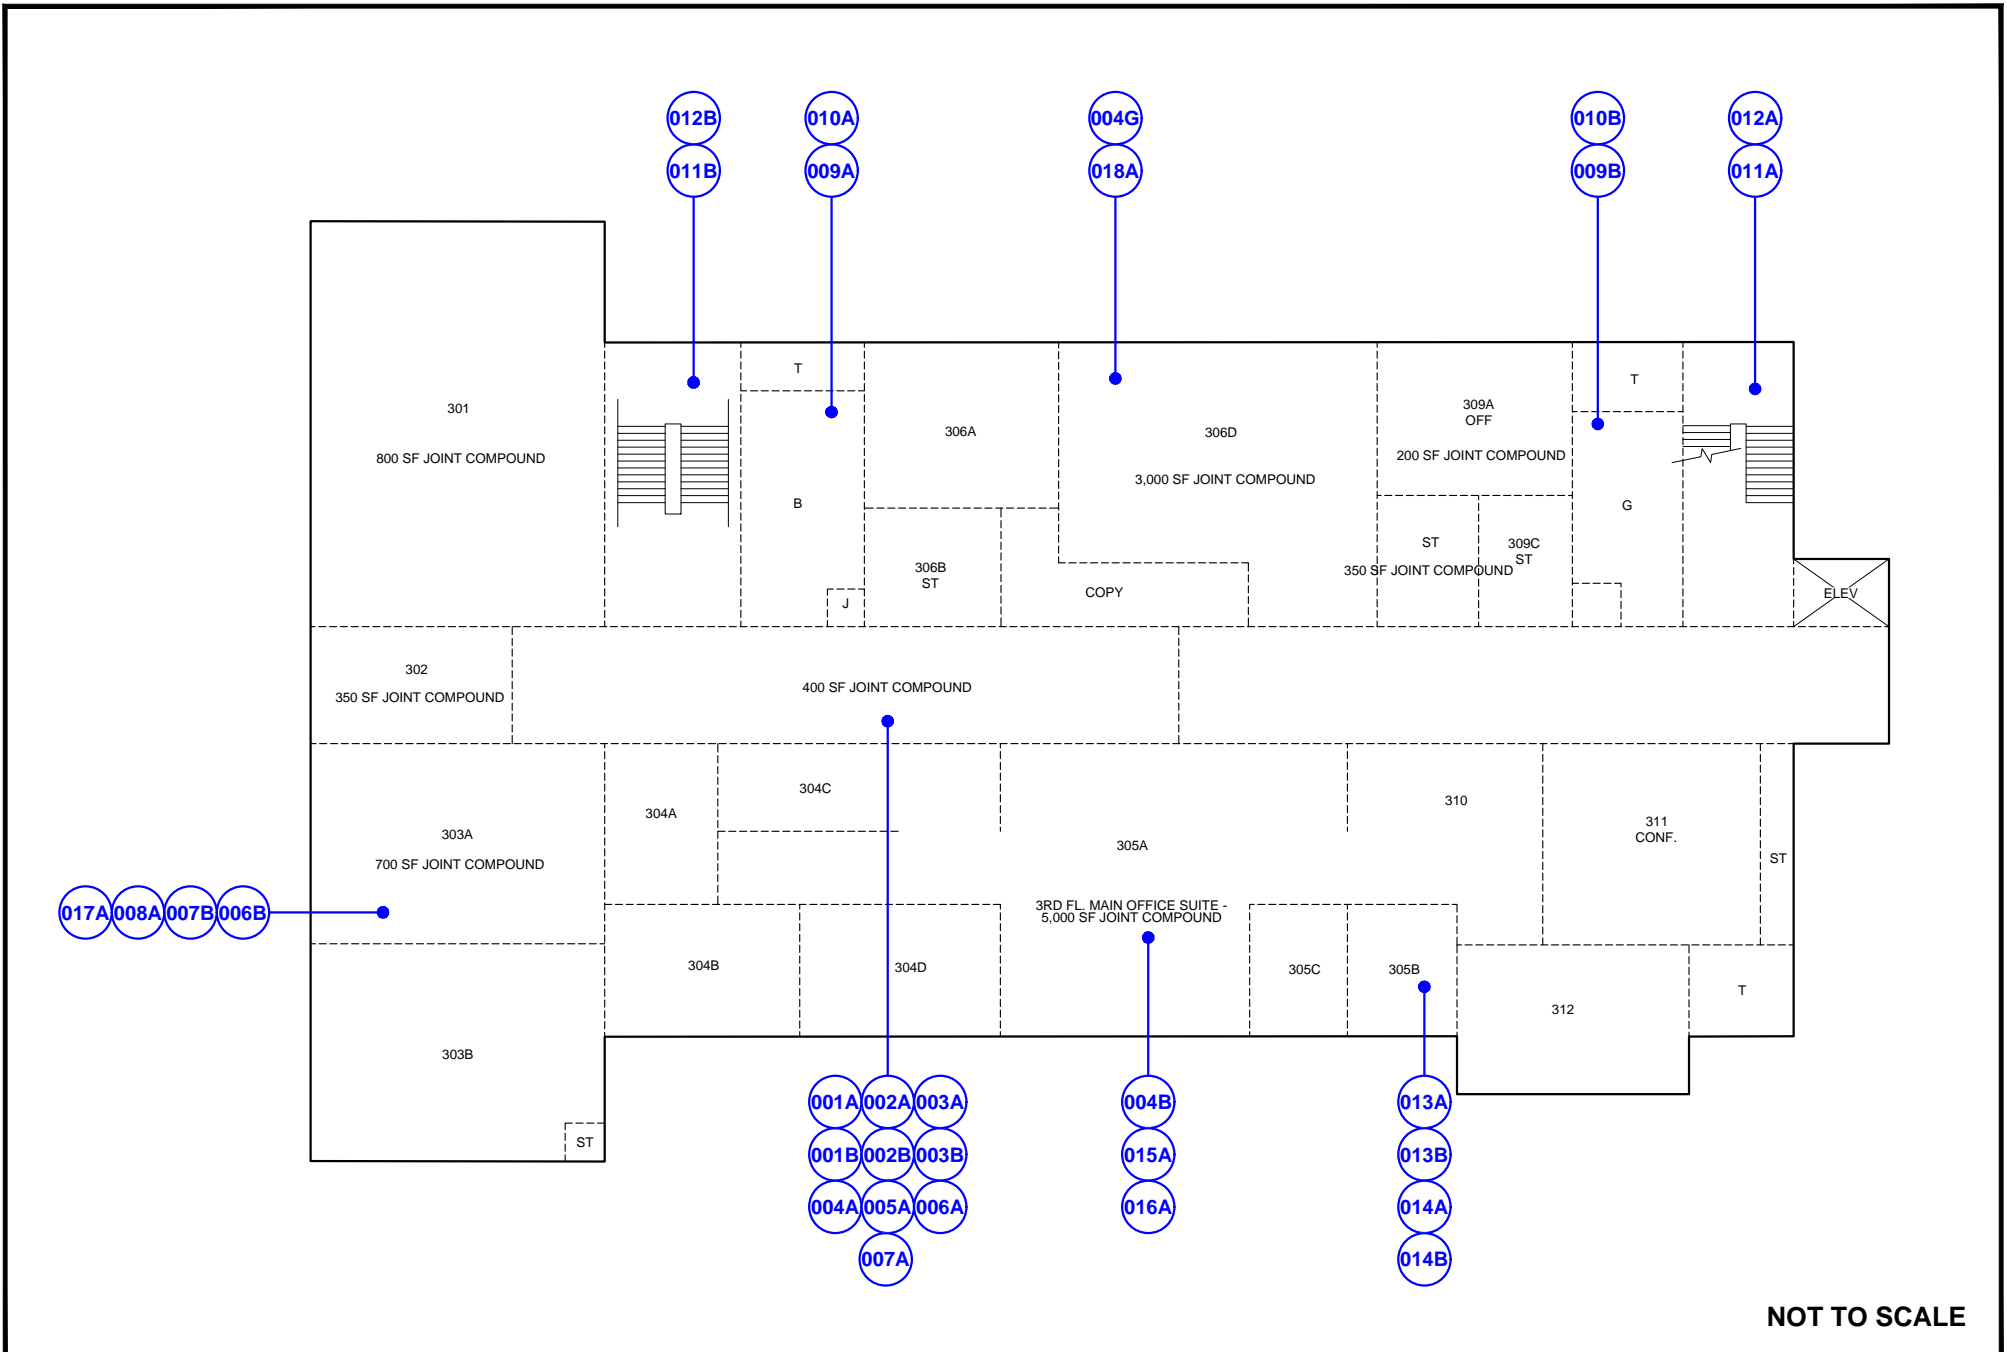 012B
010A
004G
010B
012A
011B
009A
018A
009B
011A
T
T
301
800 SF JOINT COMPOUND
306A
306D
3,000 SF JOINT COMPOUND
309A
OFF
200 SF JOINT COMPOUND
B
G
306B
ST
ST
309C
ST
350 SF JOINT COMPOUND
COPY
J
ELEV
302
350 SF JOINT COMPOUND
400 SF JOINT COMPOUND
304C
304A
310
311
CONF.
303A
700 SF JOINT COMPOUND
305A
ST
017A 008A 007B 006B
3RD FL. MAIN OFFICE SUITE -
5,000 SF JOINT COMPOUND
304B
304D
305C
305B
T
312
303B
ST
001A 002A 003A
001B 002B 003B
004A 005A 006A
007A
004B
015A
016A
013A
013B
014A
014B
NOT TO SCALE